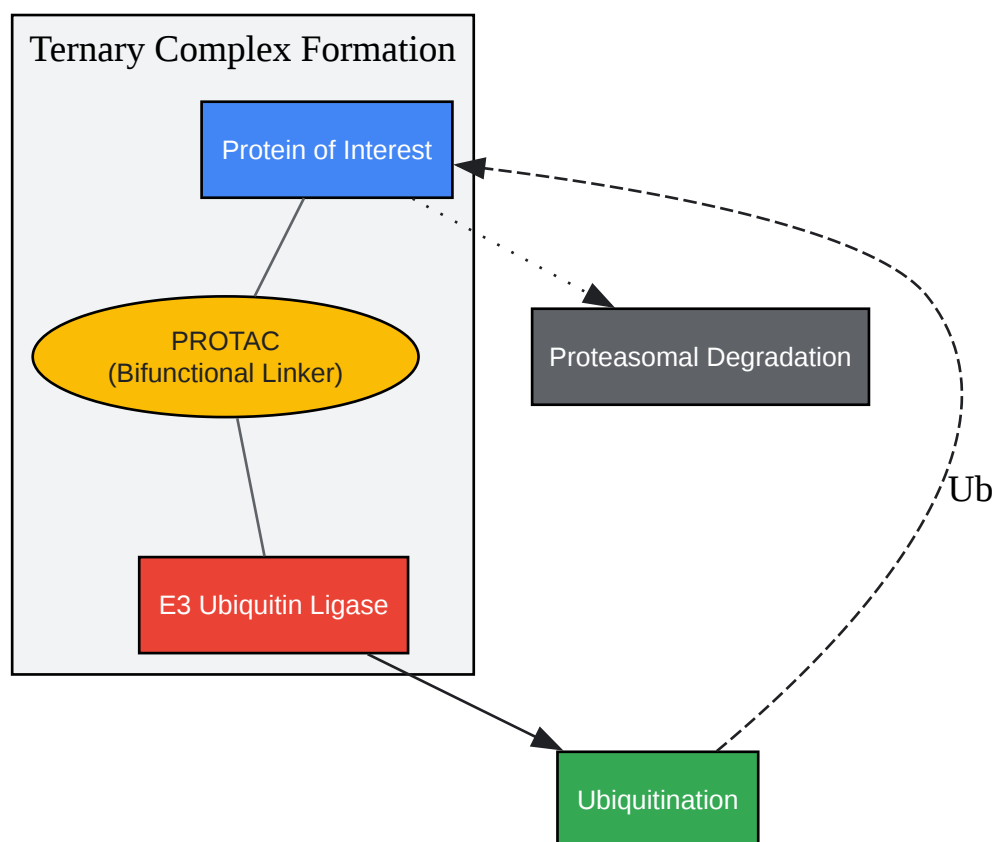 Ternary Complex Formation
Protein of Interest
PROTAC
(Bifunctional Linker)
Proteasomal Degradation
Ub
E3 Ubiquitin Ligase
Ubiquitination